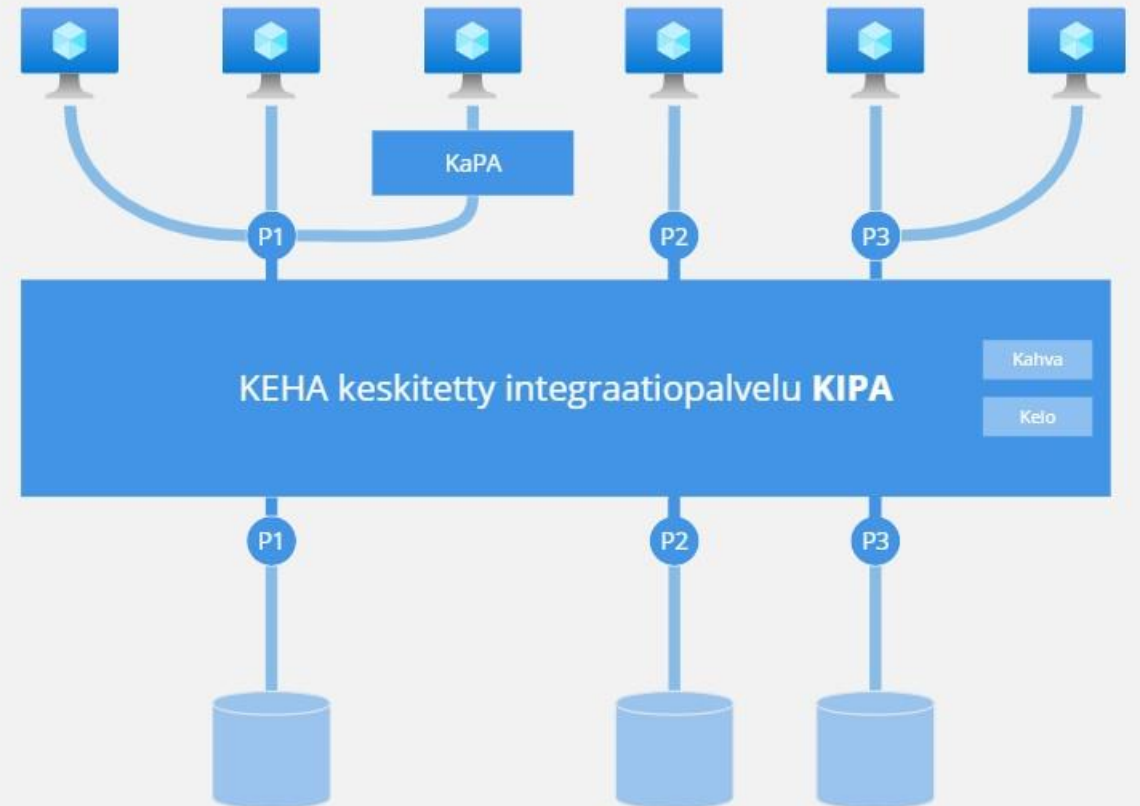 KaPA
P1
P2
P3
KEHA keskitetty integraatiopalvelu KIPA
Kahva
Kelo
P1
P2
P3